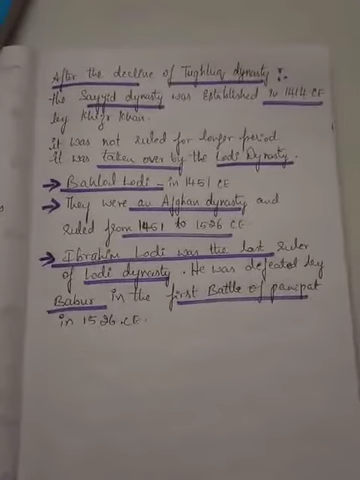 After the decline of Tughluq dynasty :-
the Sayyid dynasty was Established in 1414 CE
by Khizr Khan.
it was not ruled for longer period
it was taken over by the Lodi Dynasty.
→ Bahlol Lodi - in 1451 CE
→ They were an Afghan dynasty and
ruled from 1451 to 1526 CE
→ Ibrahim Lodi was the last ruler
of Lodi dynasty. He was defeated by
Babur in the first Battle of panipat
in 1526 CE.